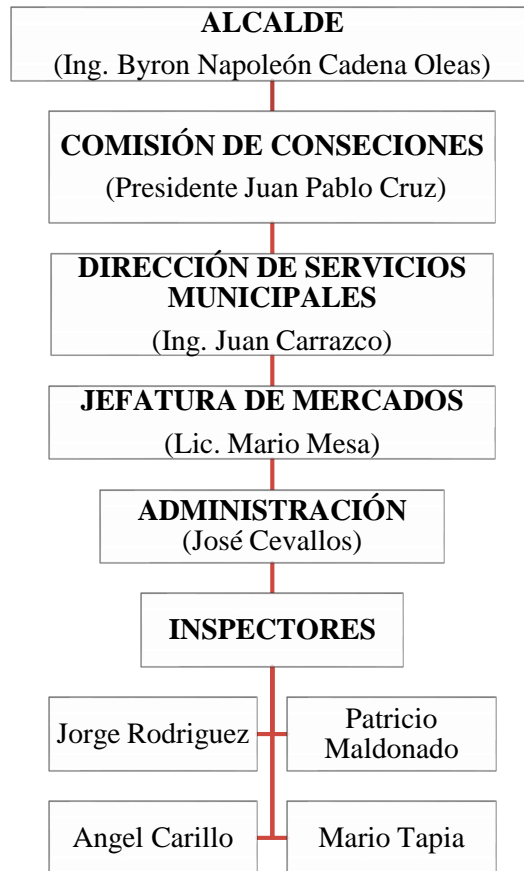 ALCALDE
(Ing. Byron Napoleón Cadena Oleas)
COMISIÓN DE CONSECIONES
(Presidente Juan Pablo Cruz)
DIRECCIÓN DE SERVICIOS
MUNICIPALES
(Ing. Juan Carrazco)
JEFATURA DE MERCADOS
(Lic. Mario Mesa)
ADMINISTRACIÓN
(José Cevallos)
INSPECTORES
Jorge Rodriguez
Patricio
Maldonado
Angel Carillo
Mario Tapia